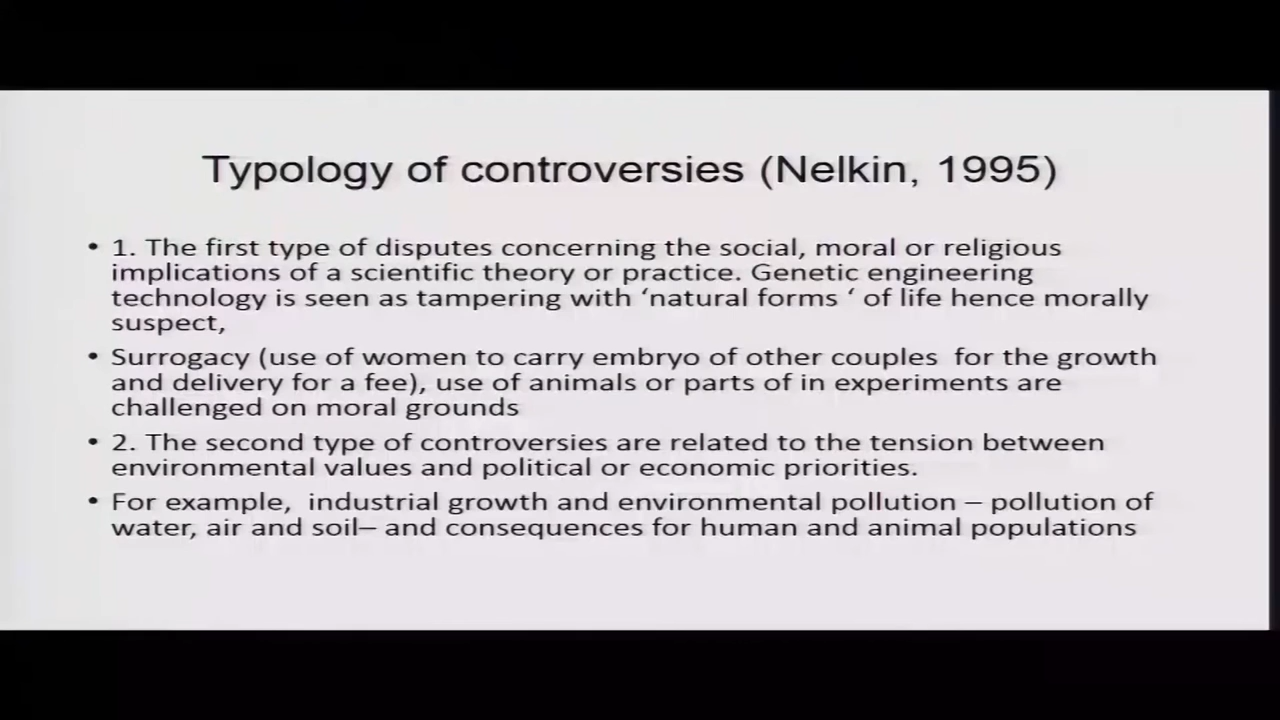 Typology of controversies (Nelkin, 1995)
• 1. The first type of disputes concerning the social, moral or religious
implications of a scientific theory or practice. Genetic engineering
technology is seen as tampering with ‘natural forms ‘ of life hence morally
suspect,
• Surrogacy (use of women to carry embryo of other couples  for the growth
and delivery for a fee), use of animals or parts of in experiments are
challenged on moral grounds
• 2. The second type of controversies are related to the tension between
environmental values and political or economic priorities.
• For example,  industrial growth and environmental pollution – pollution of
water, air and soil– and consequences for human and animal populations